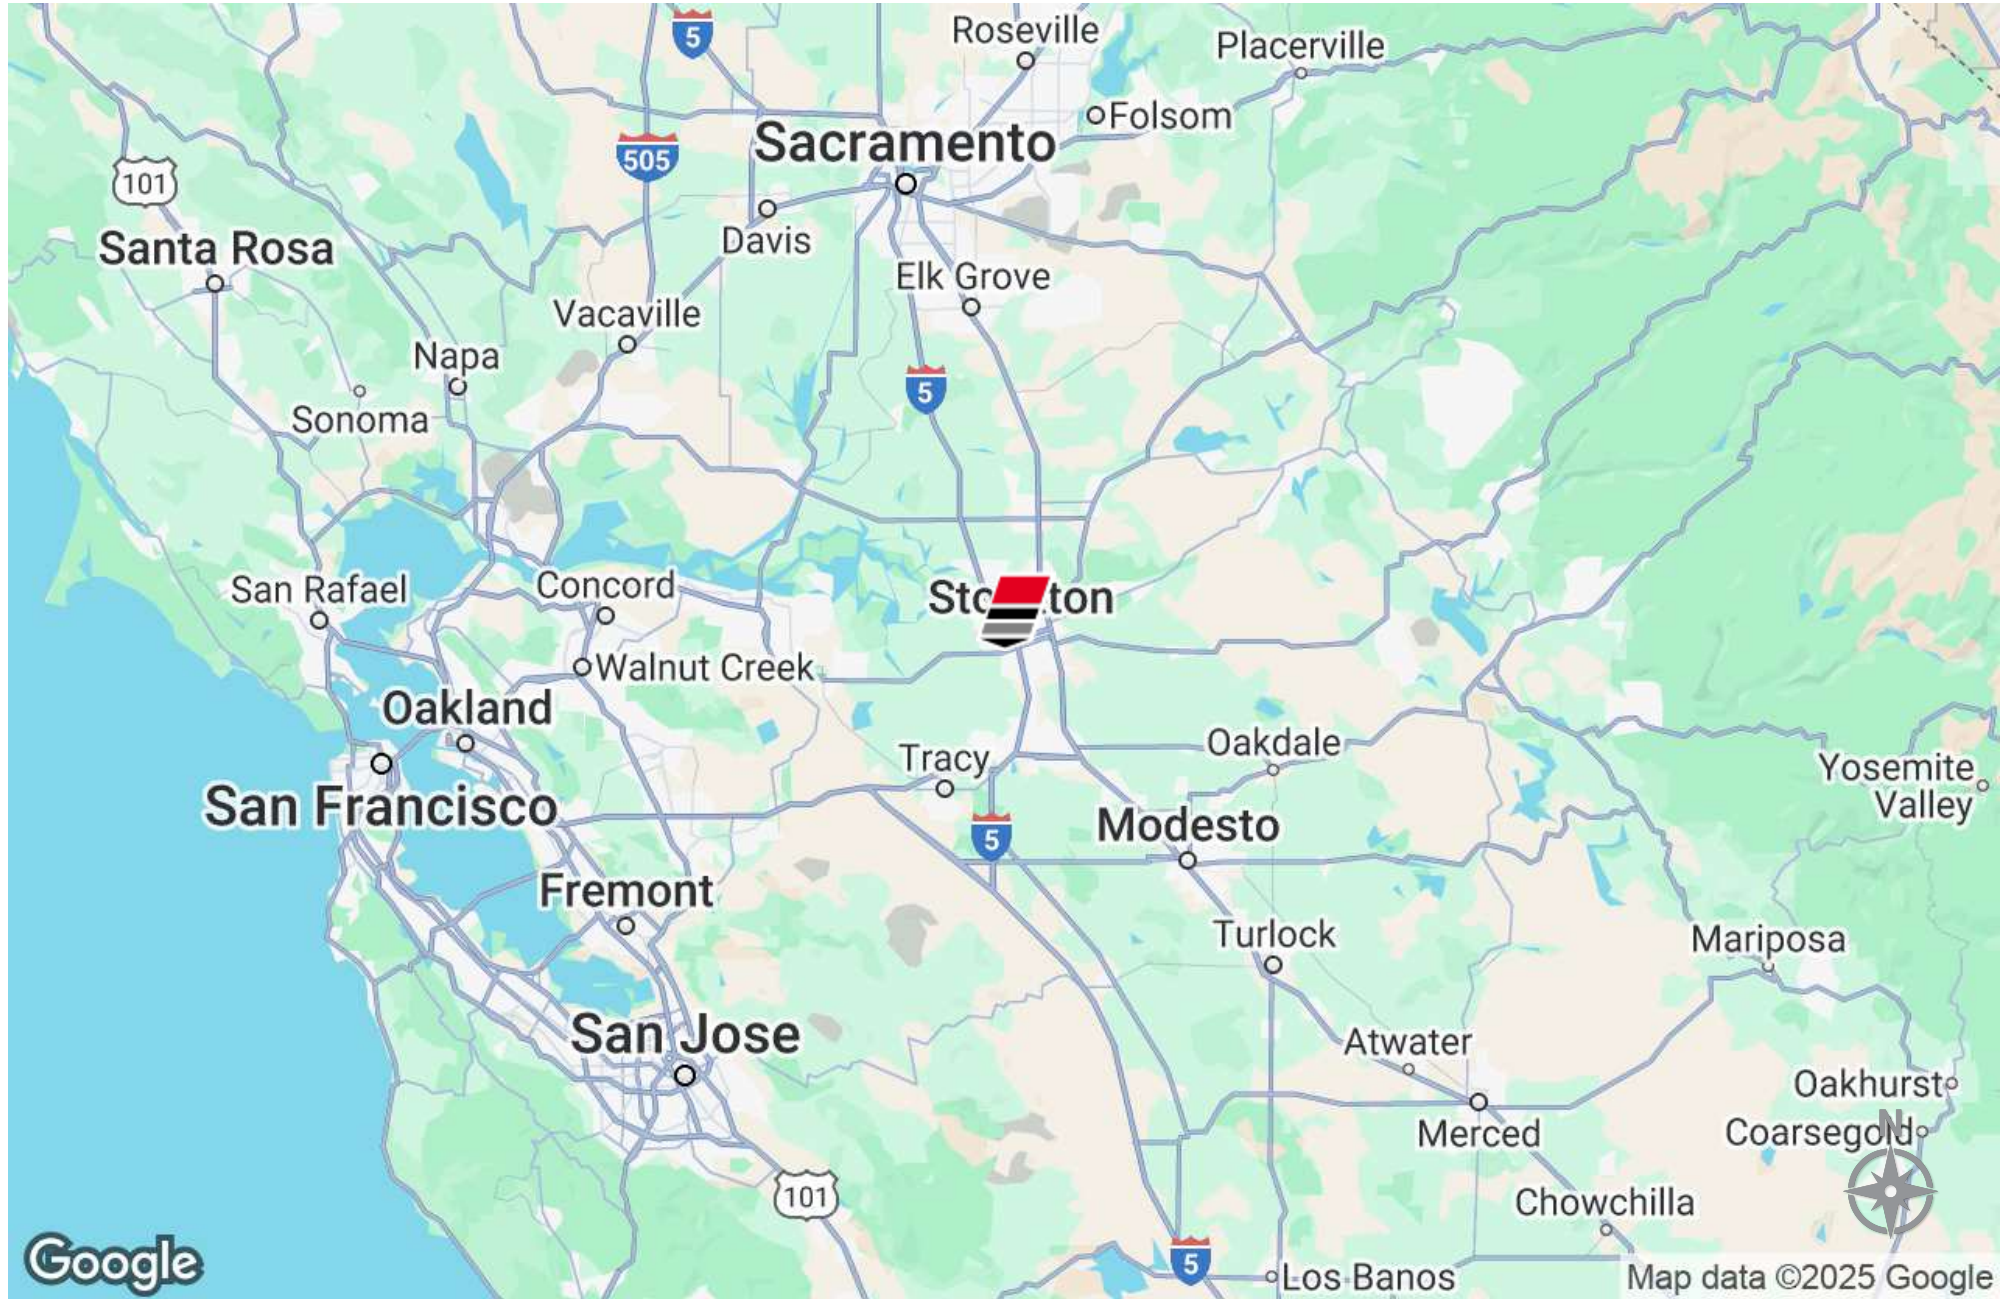 5
Roseville
Placerville
Folsom
Sacramento
505
101
Santa Rosa
Davis
Elk Grove
Vacaville
Napa
5
Sonoma
San Rafael
Concord
Walnut Creek
Oakland
Oakdale
Tracy
Yosemite
Valley
San Francisco
5
Modesto
Fremont
Turlock
Mariposa
San Jose
Atwater
Oakhurst
N
Merced
Coarsegold
101
Chowchilla
Google
5
Los Banos
Map data ©2025 Google